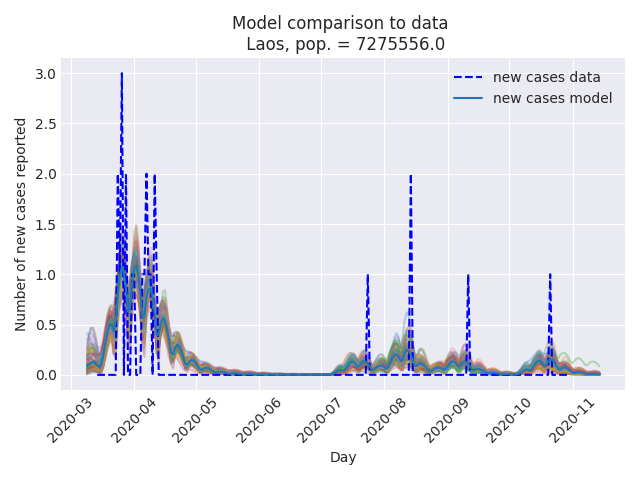 Model comparison to data
Laos, pop. = 7275556.0
new cases data
new cases model
Number of new cases reported
3.0
2.5
2.0
1.5
1.0
0.5
0.0
2020-03
2020-04
2020-05
2020-06
2020-07
2020-08
2020-09
2020-10
2020-11
Day